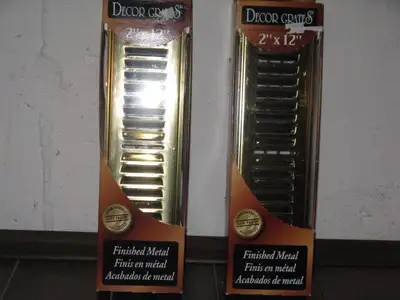 DECOR GRATES
2" x 12"
Finished Metal
Finis en métal
Acabados de metal
DECOR GRATES
2" x 12"
Finished Metal
Finis en métal
Acabados de metal